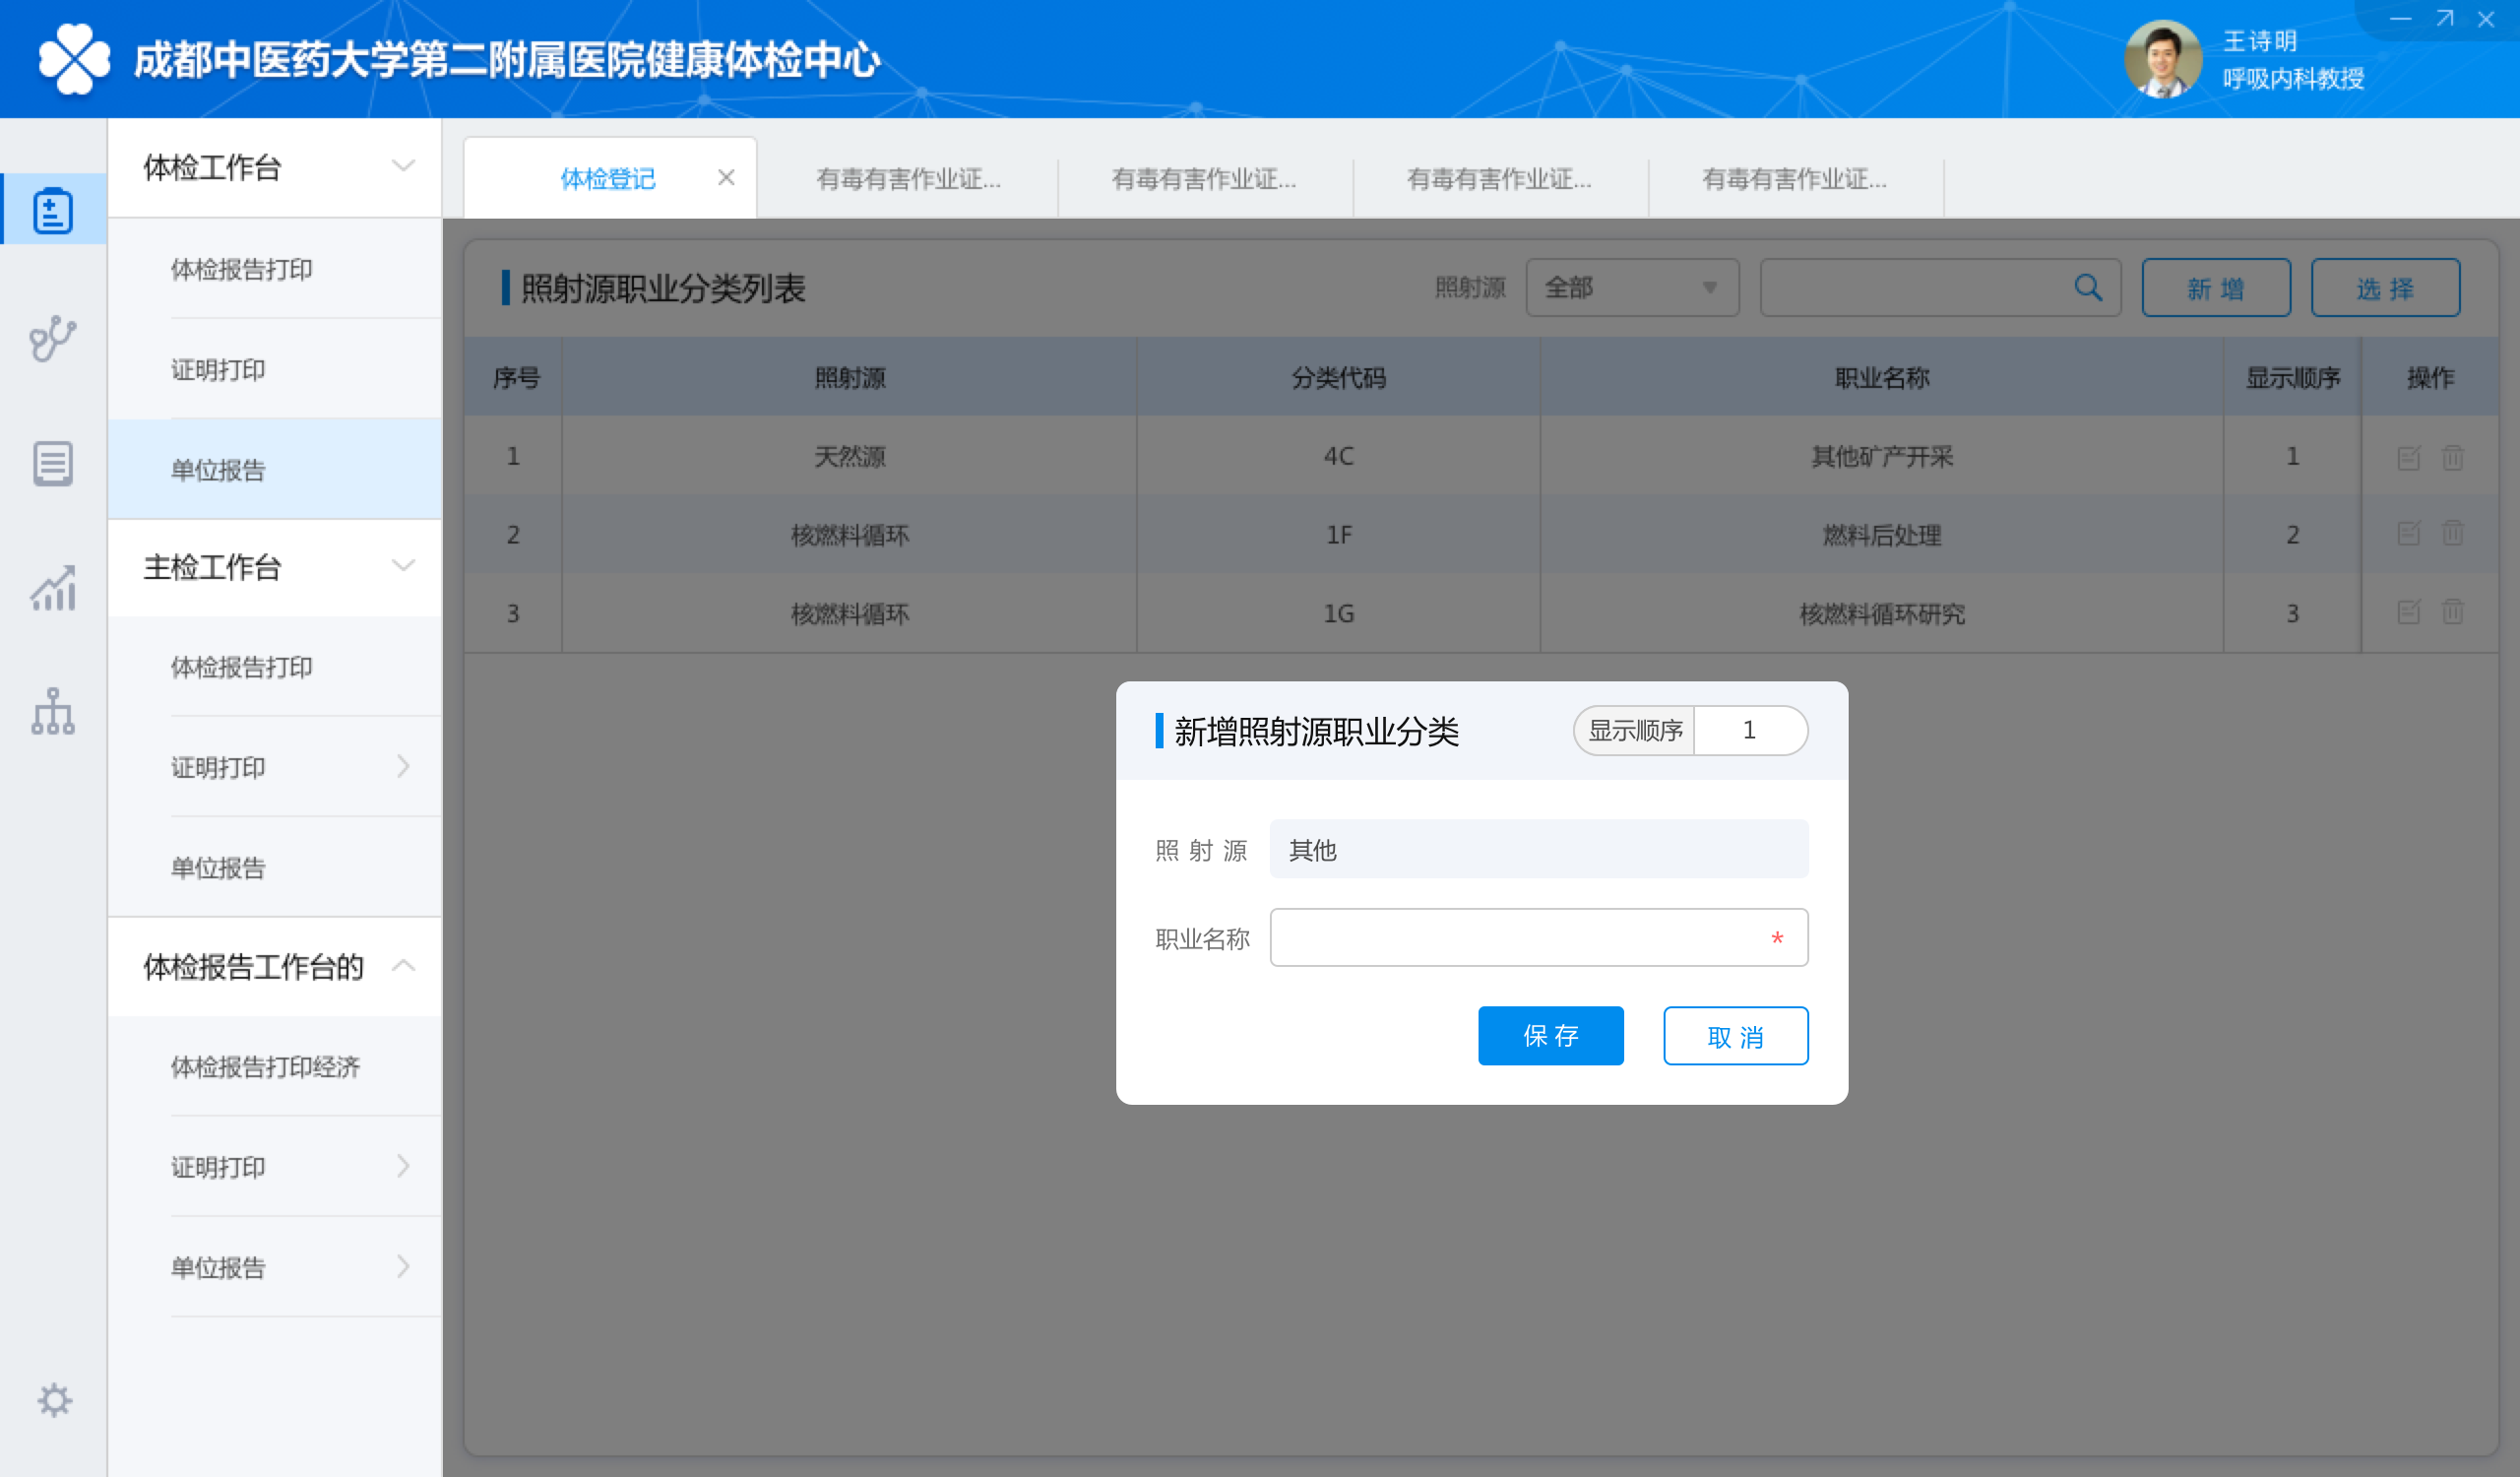 成都中医药大学第二附属医院健康体检中心
王诗明
呼吸内科教授
体检工作台
体检报告打印
证明打印
单位报告
主检工作台
体检报告打印
证明打印
单位报告
体检报告工作台的
体检报告打印经济
证明打印
单位报告
体检登记
有毒有害作业证...
有毒有害作业证...
有毒有害作业证...
有毒有害作业证...
照射源职业分类列表
照射源 全部
新增
选择
序号 照射源 分类代码 职业名称 显示顺序 操作
1 天然源 4C 其他矿产开采 1
2 核燃料循环 1F 燃料后处理 2
3 核燃料循环 1G 核燃料循环研究 3
新增照射源职业分类
显示顺序 1
照射源 其他
职业名称 *
保存
取消